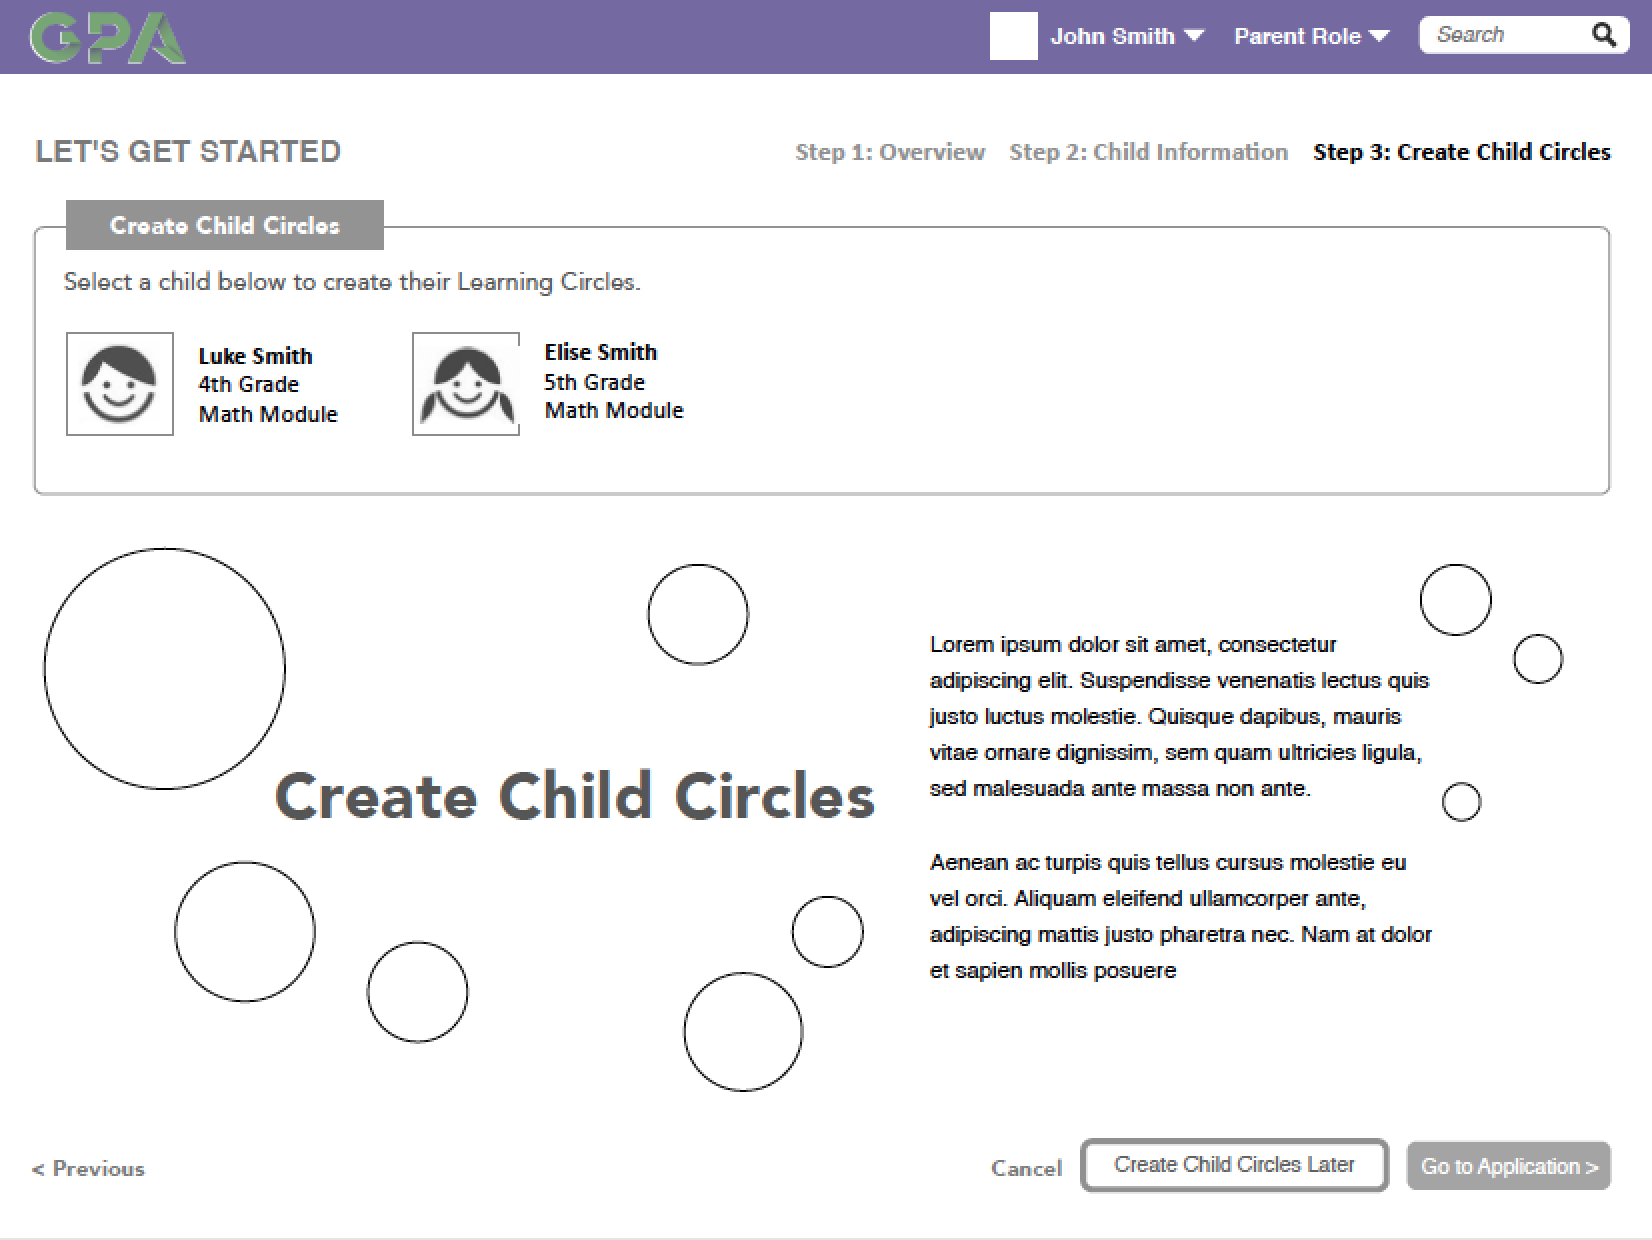 GPA
John Smith
Parent Role
Search
LET'S GET STARTED
Step 1: Overview
Step 2: Child Information
Step 3: Create Child Circles
Create Child Circles
Select a child below to create their Learning Circles.
Luke Smith
4th Grade
Math Module
Elise Smith
5th Grade
Math Module
Create Child Circles
Lorem ipsum dolor sit amet, consectetur
adipiscing elit. Suspendisse venenatis lectus quis
justo luctus molestie. Quisque dapibus, mauris
vitae ornare dignissim, sem quam ultricies ligula,
sed malesuada ante massa non ante.
Aenean ac turpis quis tellus cursus molestie eu
vel orci. Aliquam eleifend ullamcorper ante,
adipiscing mattis justo pharetra nec. Nam at dolor
et sapien mollis posuere
< Previous
Cancel
Create Child Circles Later
Go to Application >